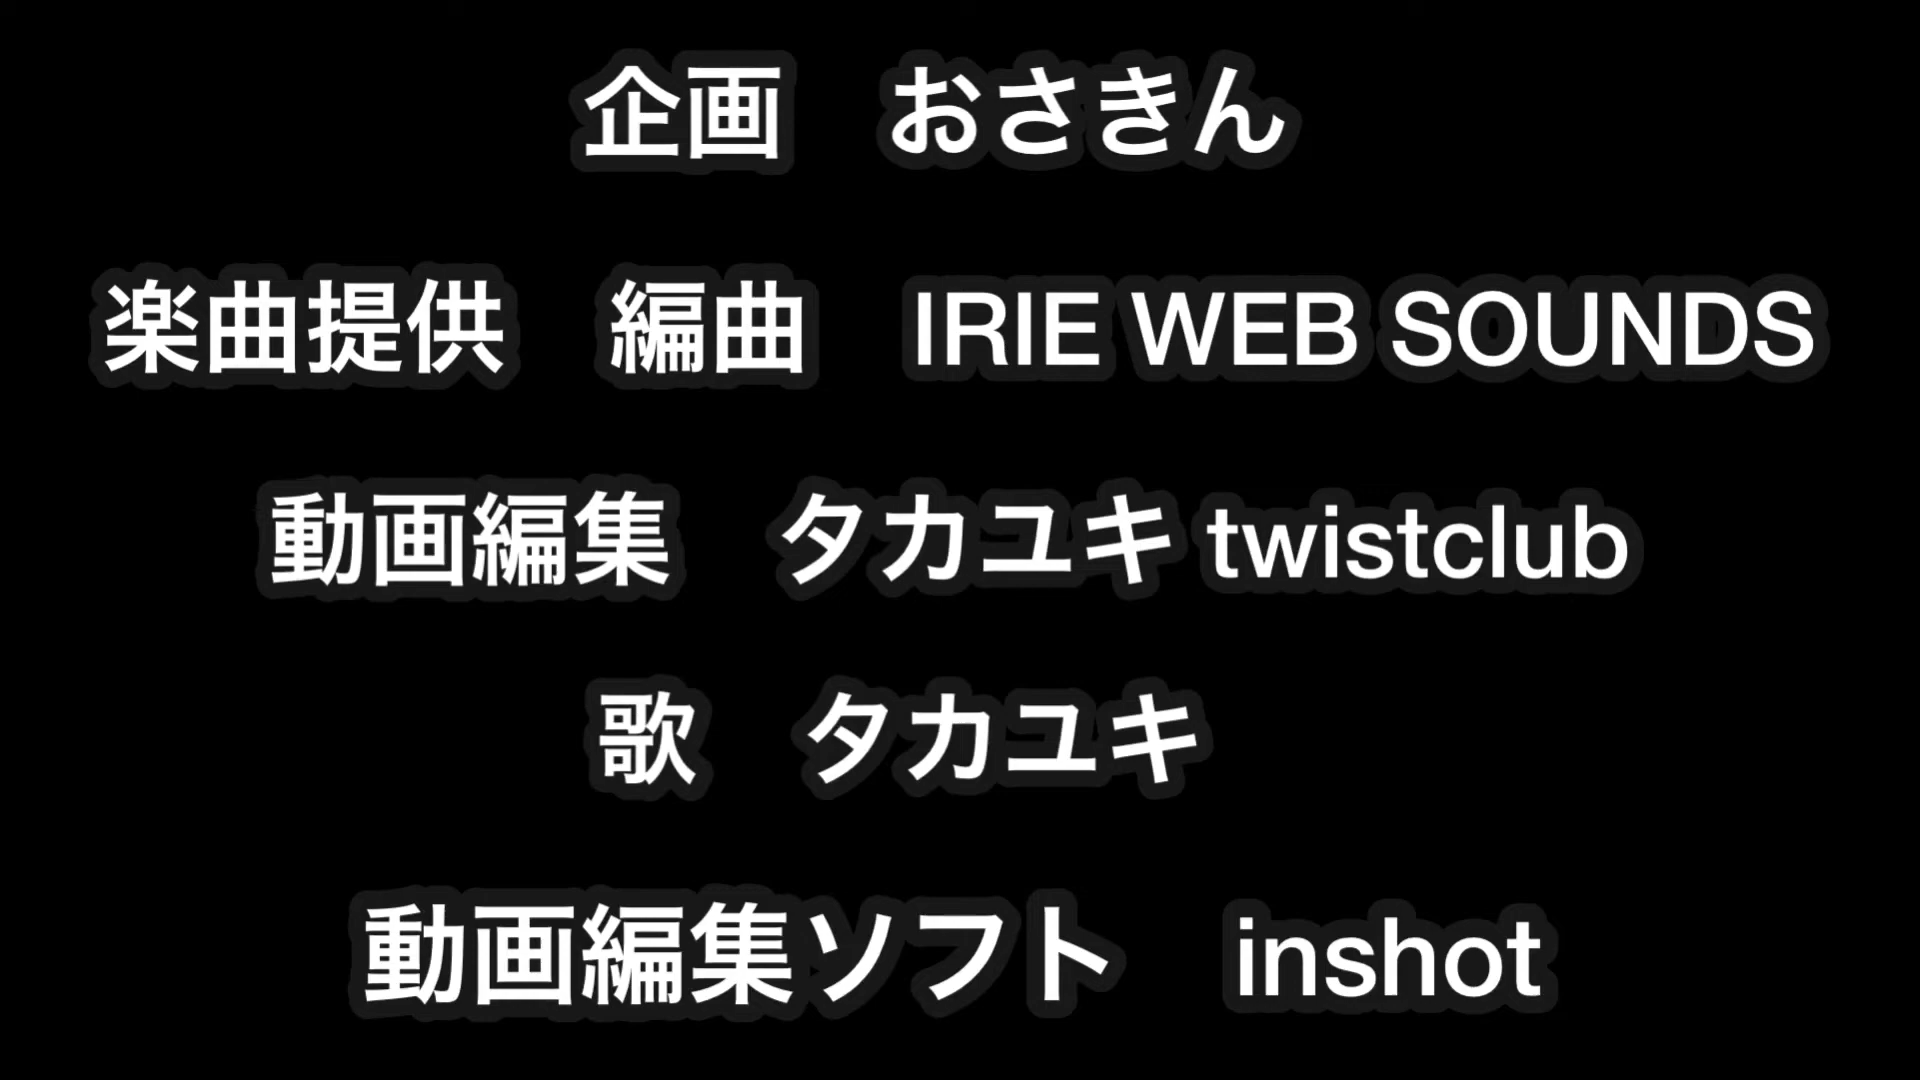 企画　おさきん
楽曲提供　編曲　IRIE WEB SOUNDS
動画編集　タカユキ twistclub
歌　タカユキ
動画編集ソフト　inshot